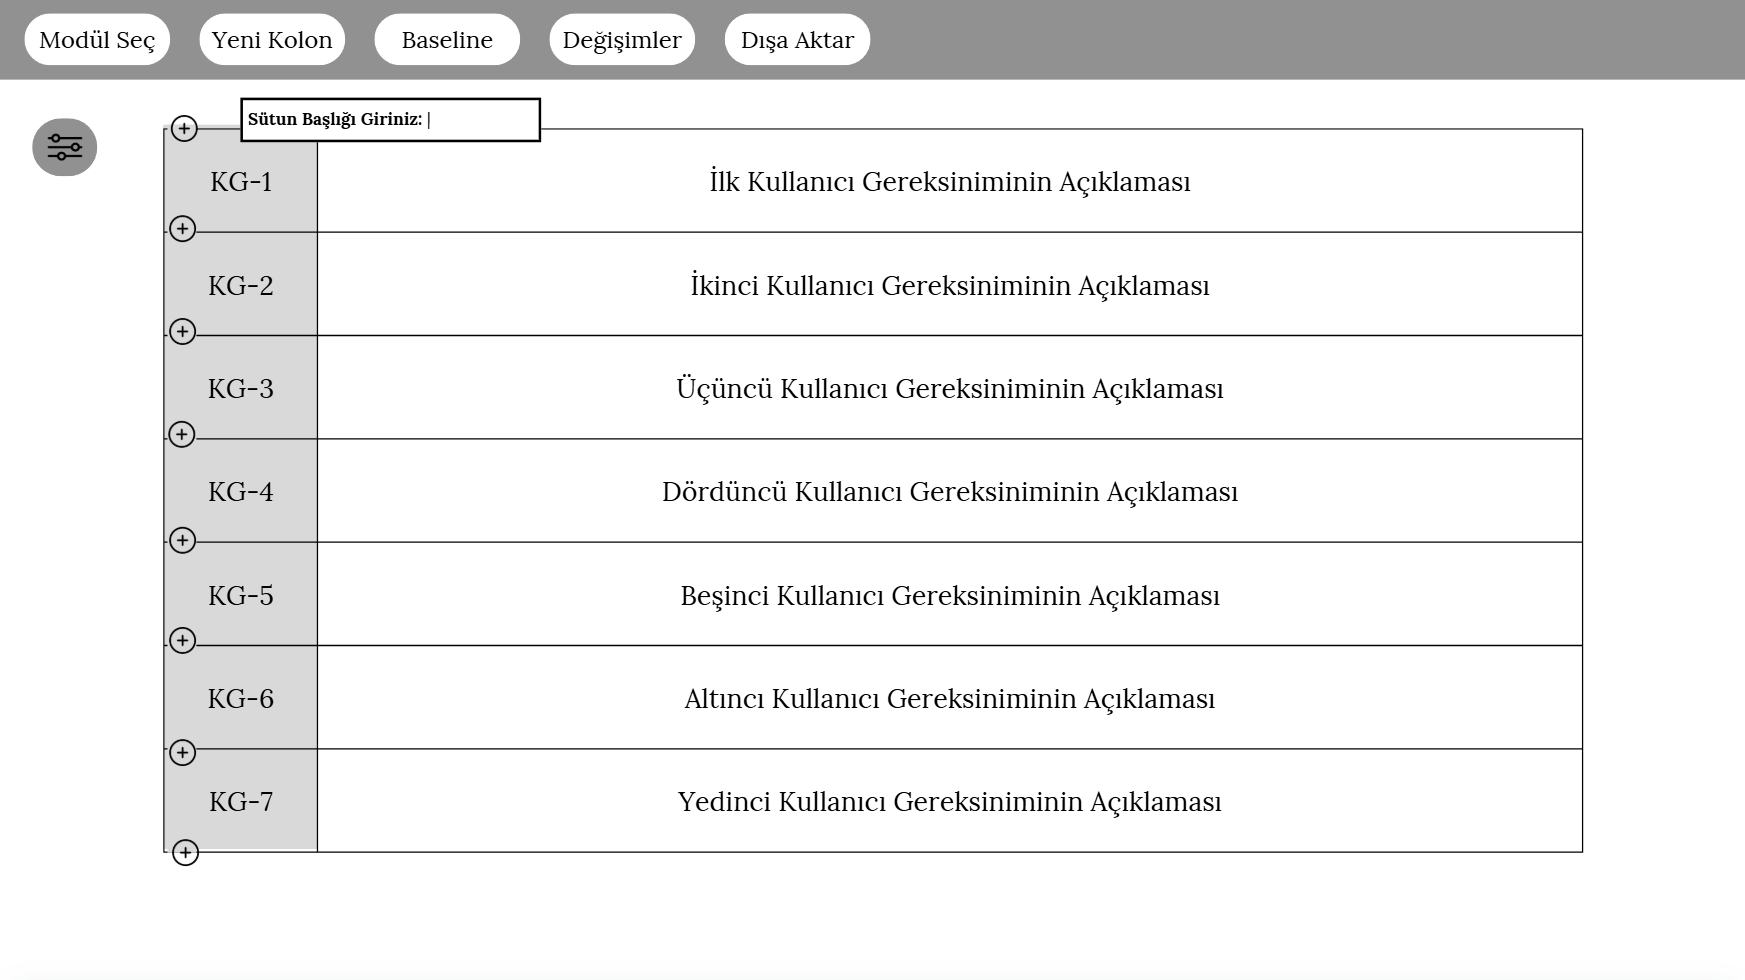 Modül Seç Yeni Kolon Baseline Değişimler Dışa Aktar
Sütun Başlığı Giriniz: |
KG-1 İlk Kullanıcı Gereksiniminin Açıklaması
KG-2 İkinci Kullanıcı Gereksiniminin Açıklaması
KG-3 Üçüncü Kullanıcı Gereksiniminin Açıklaması
KG-4 Dördüncü Kullanıcı Gereksiniminin Açıklaması
KG-5 Beşinci Kullanıcı Gereksiniminin Açıklaması
KG-6 Altıncı Kullanıcı Gereksiniminin Açıklaması
KG-7 Yedinci Kullanıcı Gereksiniminin Açıklaması